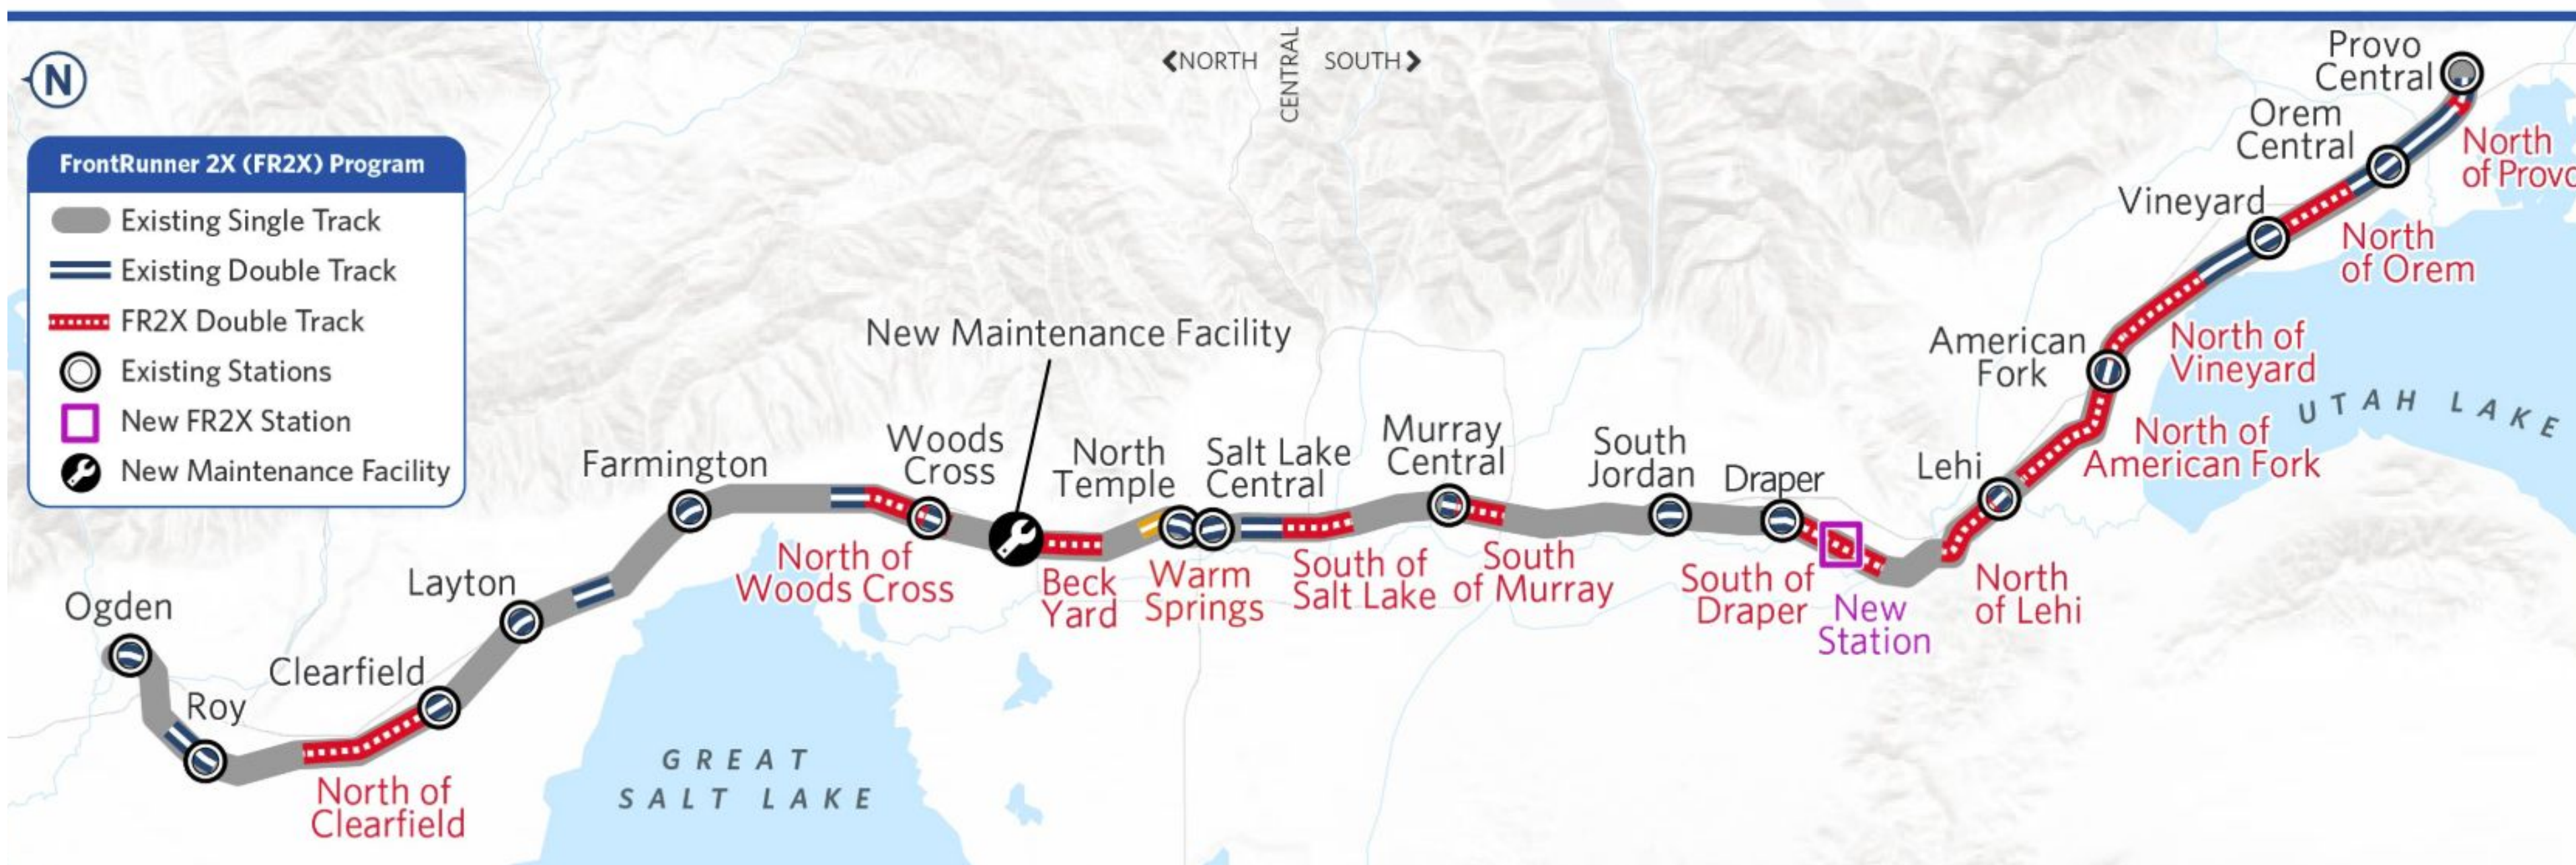 N
<NORTH
CENTRAL
SOUTH>
FrontRunner 2X (FR2X) Program
Existing Single Track
Existing Double Track
FR2X Double Track
Existing Stations
New FR2X Station
New Maintenance Facility
Ogden
Roy
Clearfield
North of
Clearfield
Layton
Farmington
GREAT
SALT LAKE
North of
Woods Cross
Woods
Cross
New Maintenance Facility
Beck
Yard
North
Temple
Warm
Springs
Salt Lake
Central
South of
Salt Lake
Murray
Central
South
of Murray
South
Jordan
Draper
South of
Draper
New
Station
Lehi
North
of Lehi
American
Fork
North of
American Fork
North of
Vineyard
UTAH LAKE
Vineyard
North
of Orem
Orem
Central
Provo
Central
North
of Provo